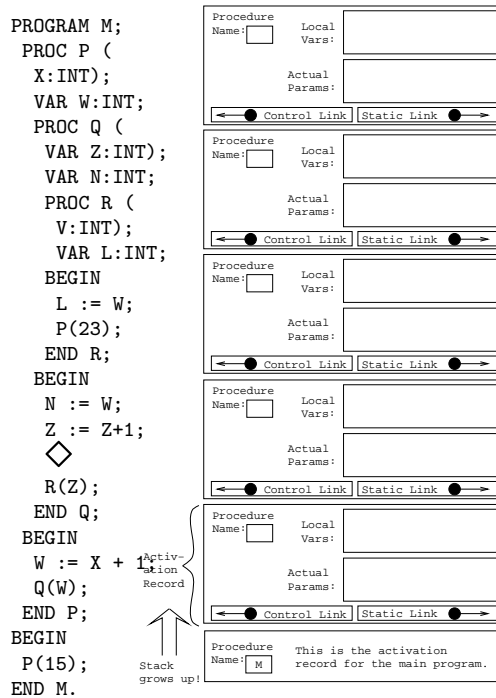 PROGRAM M;
PROC P (
X:INT);
VAR W:INT;
PROC Q (
VAR Z:INT);
VAR N:INT;
PROC R (
V:INT);
VAR L:INT;
BEGIN
L := W;
P(23);
END R;
BEGIN
N := W;
Z := Z+1;
R(Z);
END Q;
BEGIN
W := X + 1;
Q(W);
END P;
BEGIN
P(15);
END M.
Procedure
Name:
Local
Vars:
Actual
Params:
Control Link
Static Link
Procedure
Name:
Local
Vars:
Actual
Params:
Control Link
Static Link
Procedure
Name:
Local
Vars:
Actual
Params:
Control Link
Static Link
Procedure
Name:
Local
Vars:
Actual
Params:
Control Link
Static Link
Activ-
ation
Record
Procedure
Name:
Local
Vars:
Actual
Params:
Control Link
Static Link
Stack
grows up!
Procedure
Name: M
This is the activation
record for the main program.